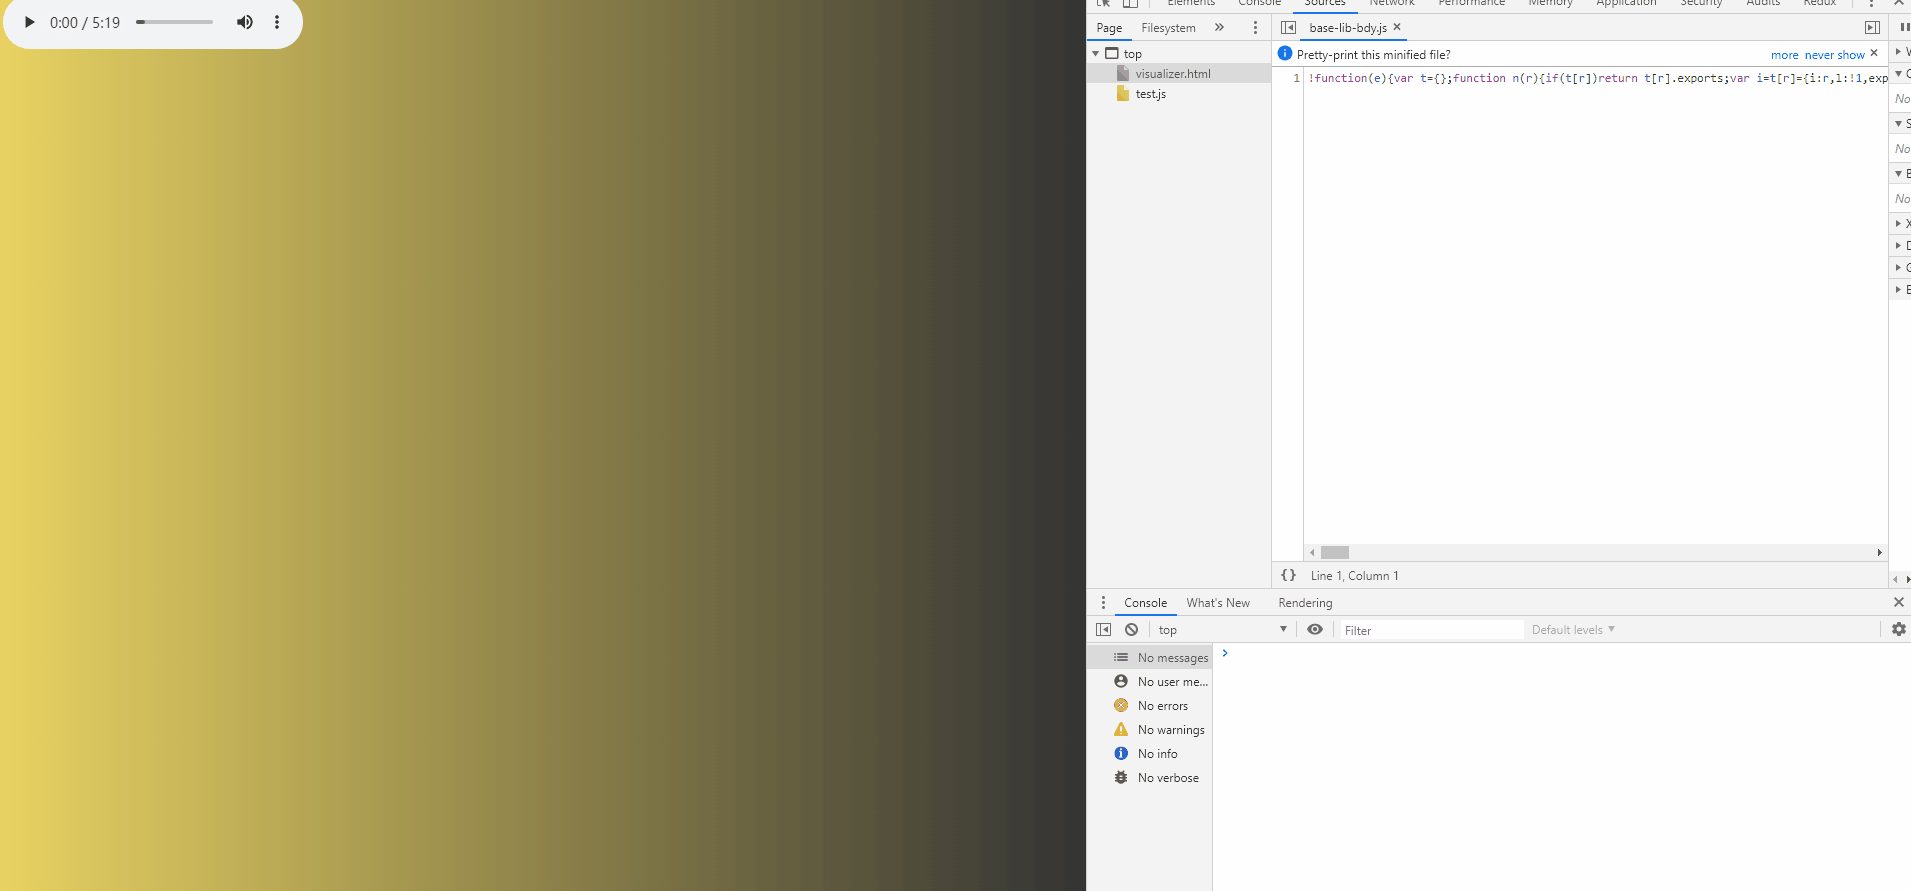 0:00 / 5:19
Elements Console Sources Network Performance Memory Application Security Audits Redux
Page Filesystem
base-lib-bdy.js
Pretty-print this minified file?
more never show
top
visualizer.html
test.js
1 !function(e){var t={};function n(r){if(t[r])return t[r].exports;var i=t[r]={i:r,l:!1,exp
No
No
No
{} Line 1, Column 1
Console What's New Rendering
top
Filter
Default levels
No messages
No user me...
No errors
No warnings
No info
No verbose